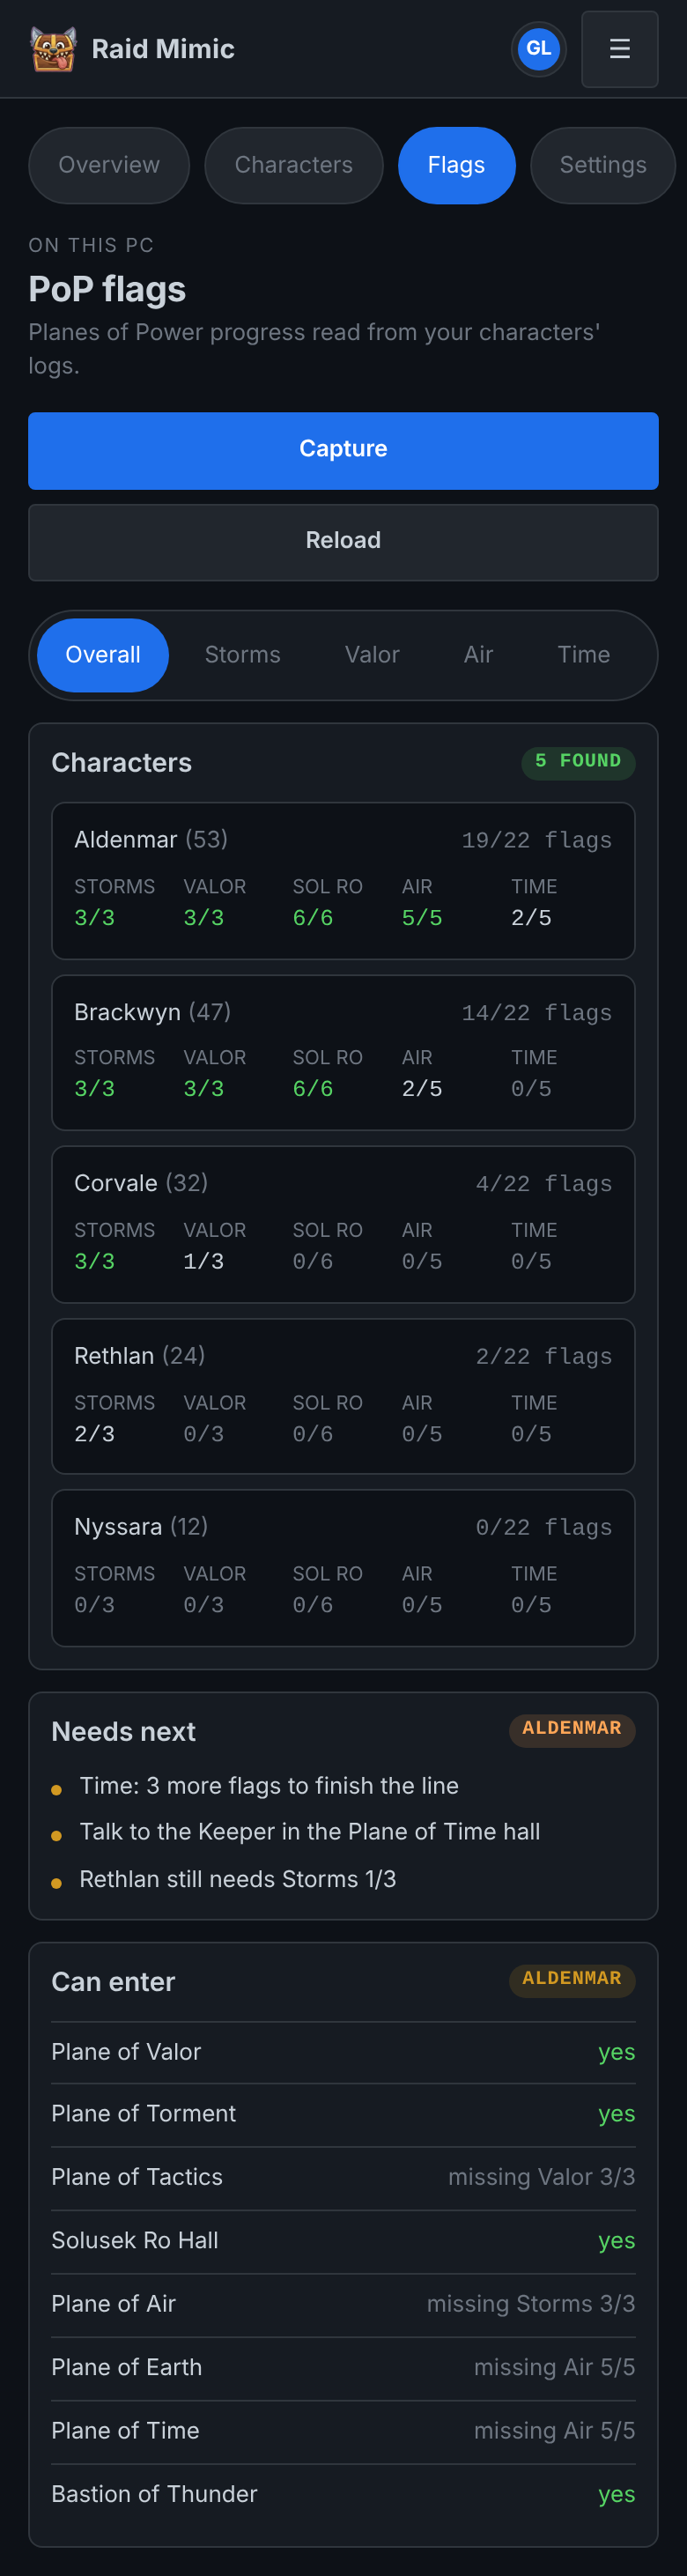 Raid Mimic
GL
☰
Overview Characters Flags Settings
ON THIS PC
PoP flags
Planes of Power progress read from your characters'
logs.
Capture
Reload
Overall Storms Valor Air Time
Characters 5 FOUND
Aldenmar (53) 19/22 flags
STORMS VALOR SOL RO AIR TIME
3/3 3/3 6/6 5/5 2/5
Brackwyn (47) 14/22 flags
STORMS VALOR SOL RO AIR TIME
3/3 3/3 6/6 2/5 0/5
Corvale (32) 4/22 flags
STORMS VALOR SOL RO AIR TIME
3/3 1/3 0/6 0/5 0/5
Rethlan (24) 2/22 flags
STORMS VALOR SOL RO AIR TIME
2/3 0/3 0/6 0/5 0/5
Nyssara (12) 0/22 flags
STORMS VALOR SOL RO AIR TIME
0/3 0/3 0/6 0/5 0/5
Needs next ALDENMAR
Time: 3 more flags to finish the line
Talk to the Keeper in the Plane of Time hall
Rethlan still needs Storms 1/3
Can enter ALDENMAR
Plane of Valor yes
Plane of Torment yes
Plane of Tactics missing Valor 3/3
Solusek Ro Hall yes
Plane of Air missing Storms 3/3
Plane of Earth missing Air 5/5
Plane of Time missing Air 5/5
Bastion of Thunder yes